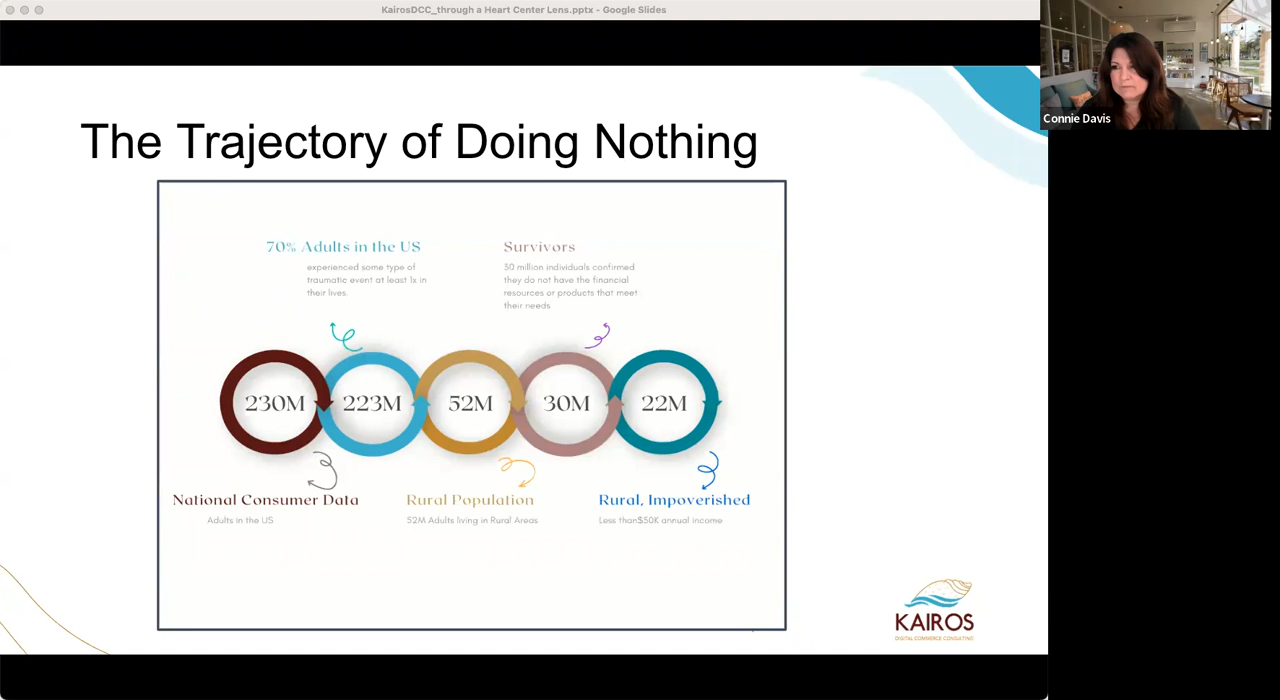 KairosDCC_through a Heart Center Lens.pptx - Google Slides
Connie Davis
The Trajectory of Doing Nothing
70% Adults in the US
experienced some type of
traumatic event at least 1x in
their lives.
Survivors
30 million individuals confirmed
they do not have the financial
resources or products that meet
their needs
230M
223M
52M
30M
22M
National Consumer Data
Adults in the US
Rural Population
52M Adults living in Rural Areas
Rural, Impoverished
Less than$50K annual income
KAIROS
DIGITAL COMMERCE CONSULTING